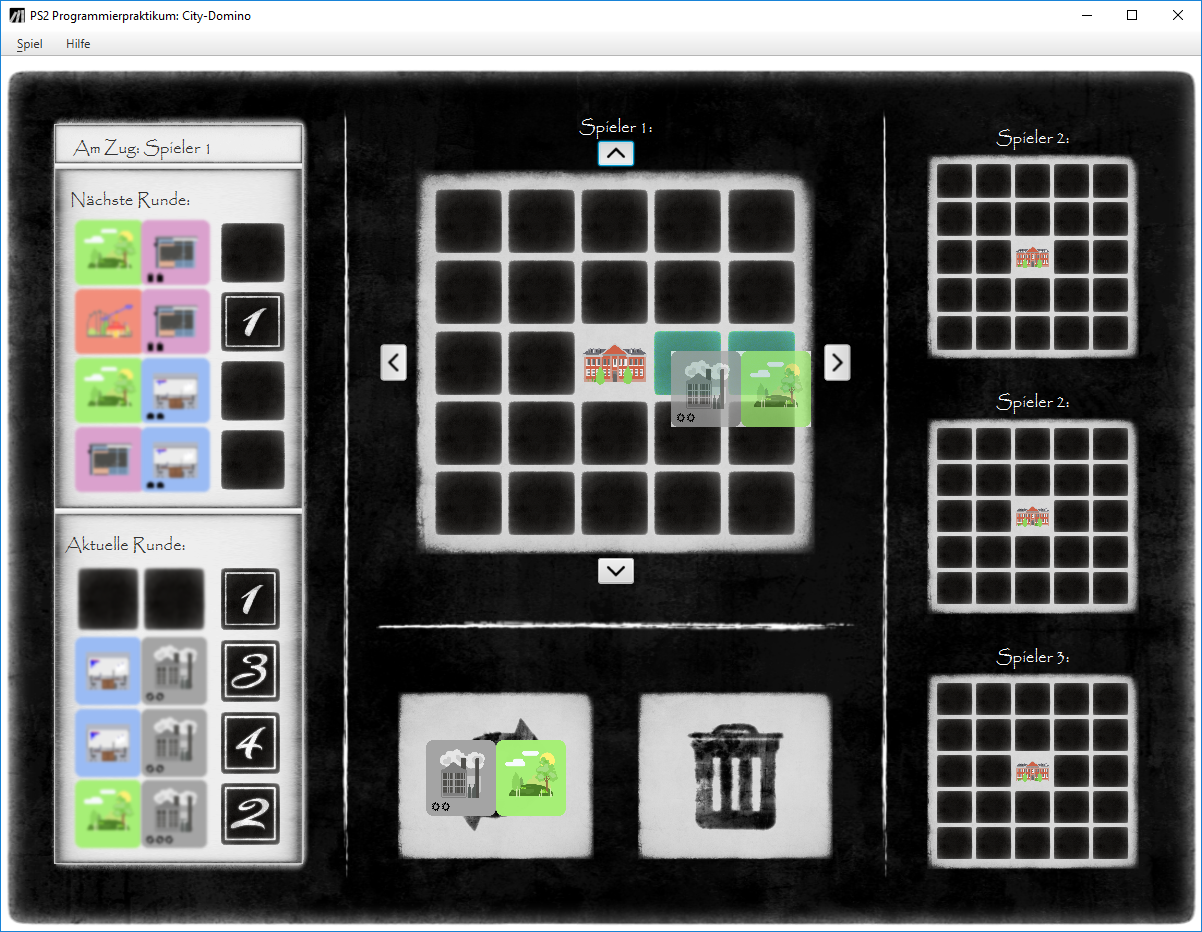 PS2 Programmierpraktikum: City-Domino
Spiel Hilfe
Am Zug: Spieler 1
Nächste Runde:
1
Aktuelle Runde:
1
3
4
2
Spieler 1:
Spieler 2:
Spieler 2:
Spieler 3: